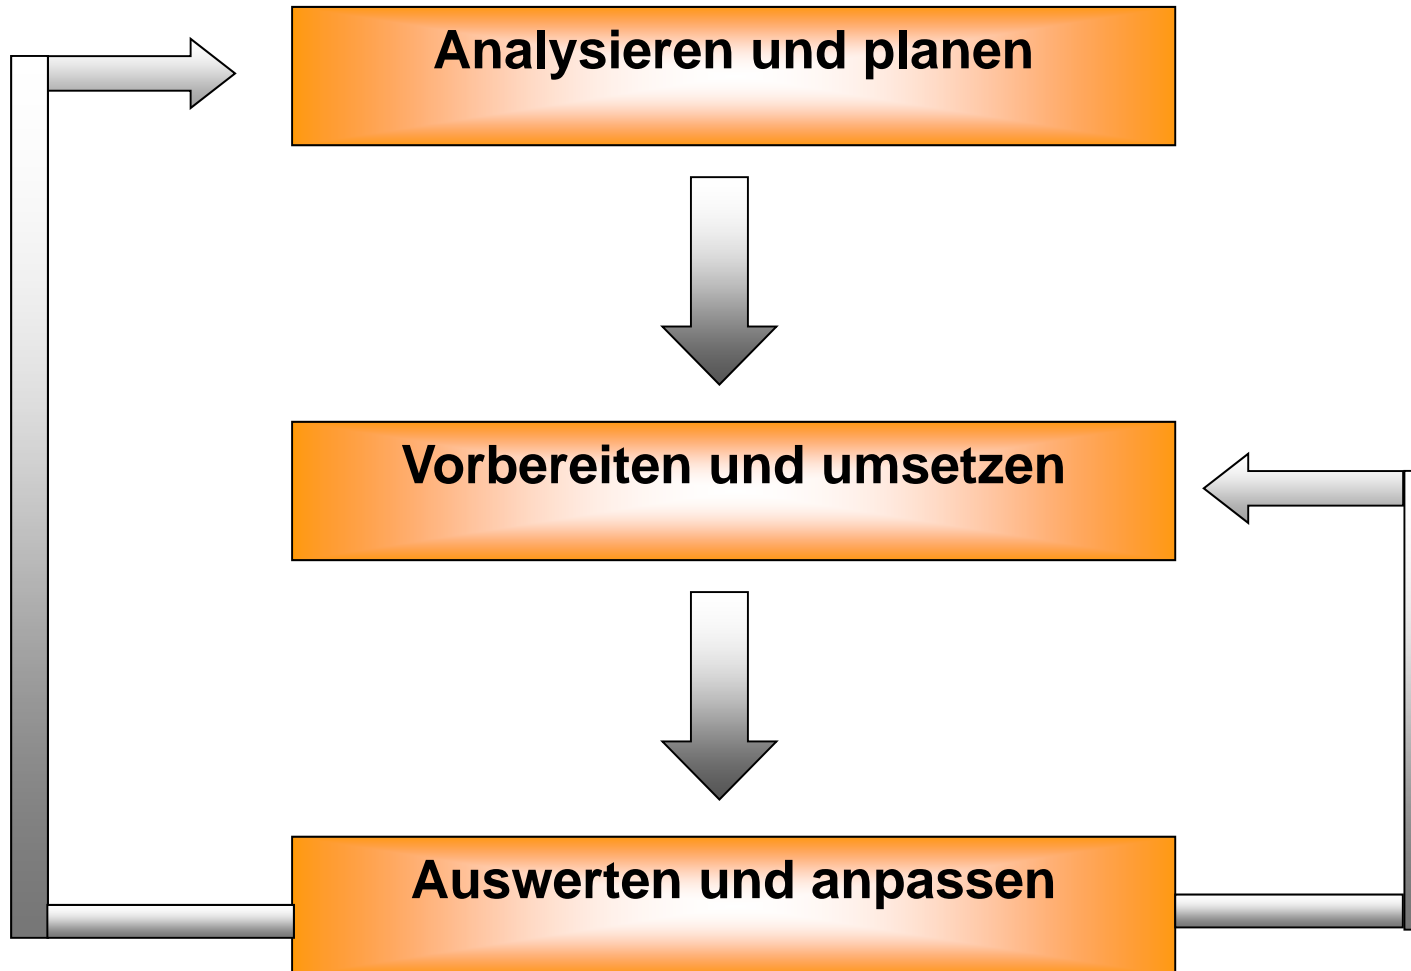 Analysieren und planen
Vorbereiten und umsetzen
Auswerten und anpassen